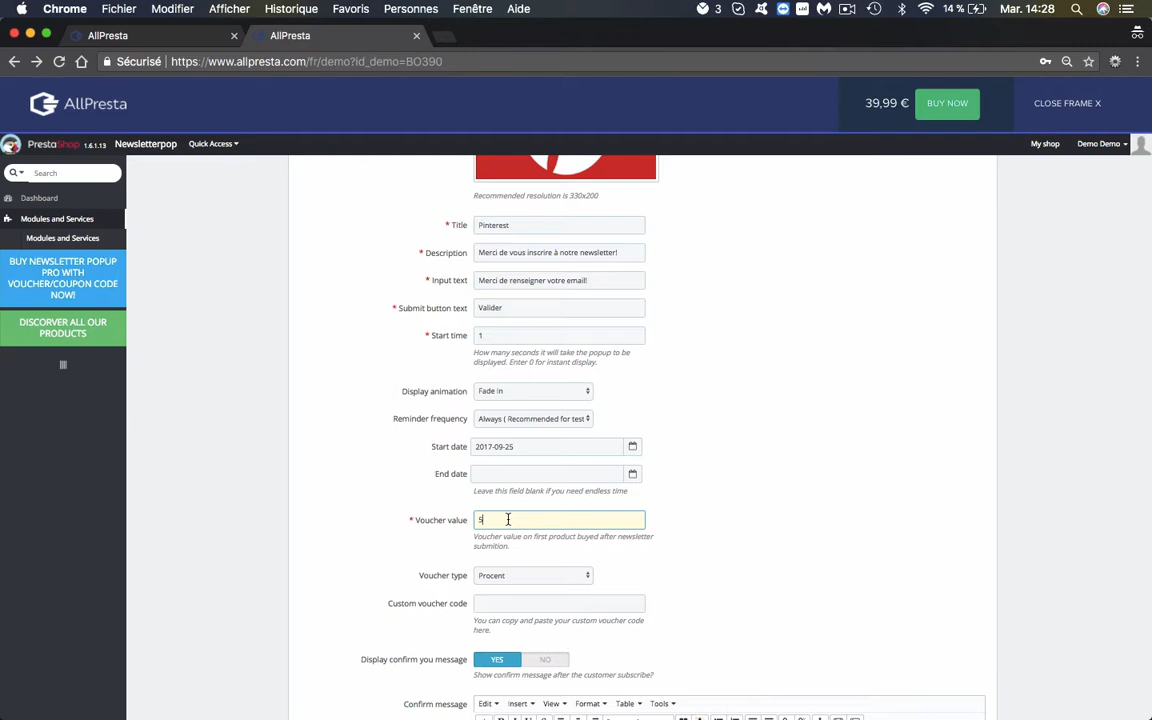 Chrome Fichier Modifier Afficher Historique Favoris Personnes Fenêtre Aide 3 14 % Mar. 14:28
AllPresta AllPresta
Sécurisé https://www.allpresta.com/fr/demo?id_demo=BO390
AllPresta 39,99 € BUY NOW CLOSE FRAME X
PrestaShop 1.6.1.13 Newsletterpop Quick Access My shop Demo Demo
Search
Dashboard
Modules and Services
Modules and Services
BUY NEWSLETTER POPUP
PRO WITH
VOUCHER/COUPON CODE
NOW!
DISCORVER ALL OUR
PRODUCTS
Recommended resolution is 330x200
* Title Pinterest
* Description Merci de vous inscrire à notre newsletter!
* Input text Merci de renseigner votre email!
* Submit button text Valider
* Start time 1
How many seconds it will take the popup to be
displayed. Enter 0 for instant display.
Display animation Fade in
Reminder frequency Always ( Recommended for test
Start date 2017-09-25
End date
Leave this field blank if you need endless time
* Voucher value 5
Voucher value on first product buyed after newsletter
submition.
Voucher type Procent
Custom voucher code
You can copy and paste your custom voucher code
here.
Display confirm you message YES NO
Show confirm message after the customer subscribe?
Confirm message Edit Insert View Format Table Tools